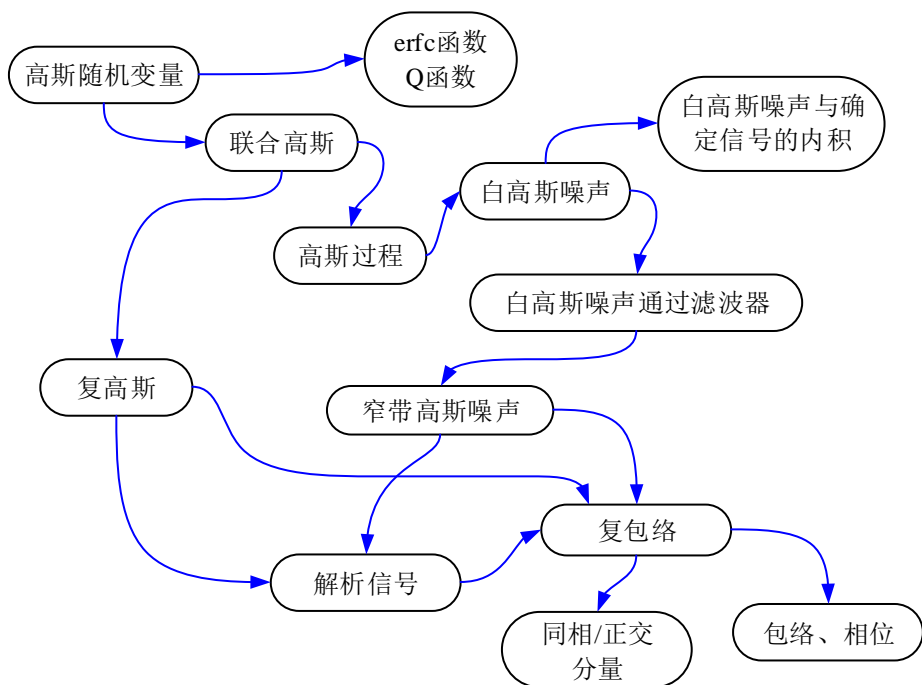 erfc函数
Q函数
高斯随机变量
白高斯噪声与确
定信号的内积
联合高斯
白高斯噪声
高斯过程
白高斯噪声通过滤波器
复高斯
窄带高斯噪声
复包络
解析信号
同相/正交
分量
包络、相位